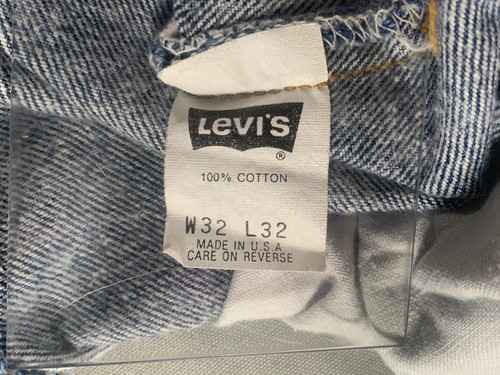 LEVI'S
®
100% COTTON
W32 L32
MADE IN U.S.A
CARE ON REVERSE